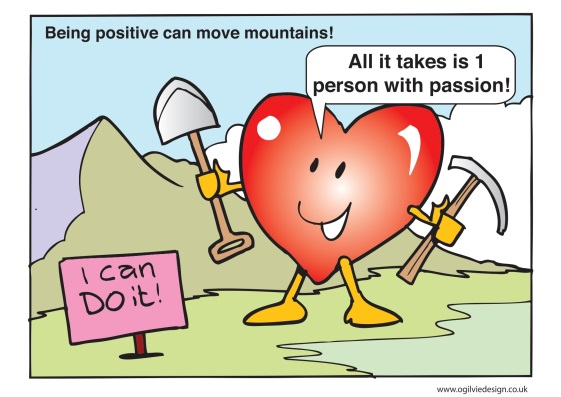 Being positive can move mountains!
All it takes is 1
person with passion!
I can
DO it!
www.ogilviedesign.co.uk